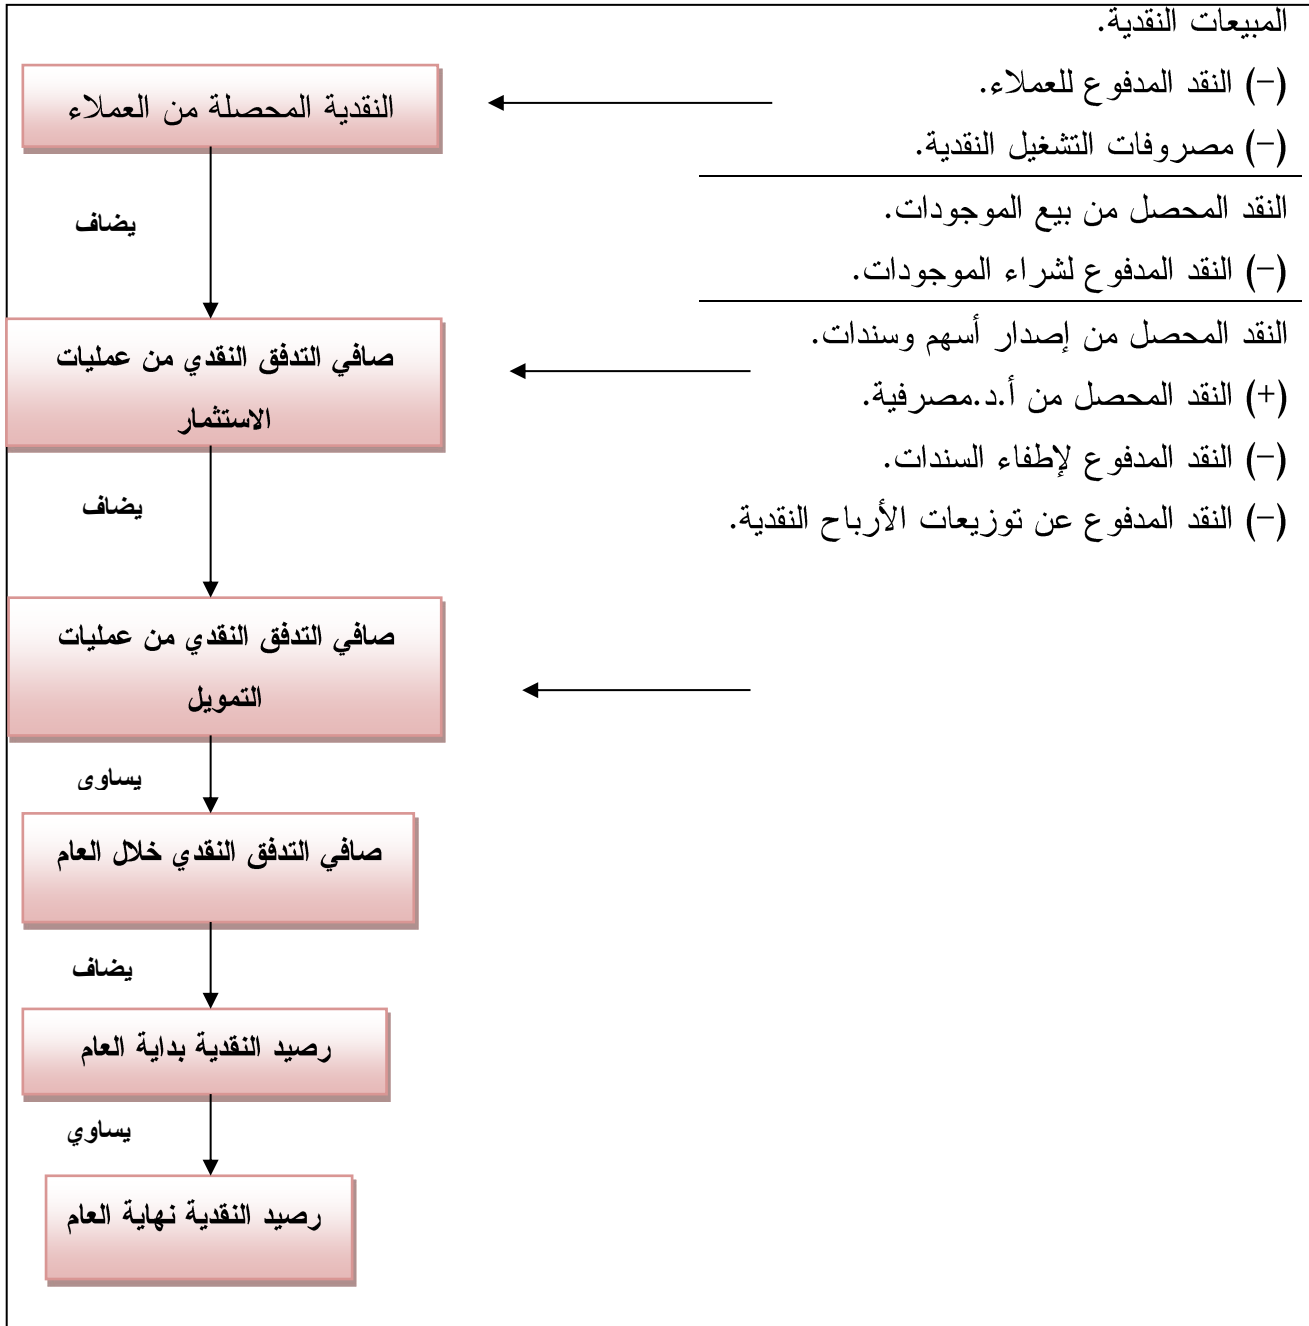 المبيعات النقدية.
(–) النقد المدفوع للعملاء.
(–) مصروفات التشغيل النقدية.
النقد المحصل من بيع الموجودات.
(–) النقد المدفوع لشراء الموجودات.
النقد المحصل من إصدار أسهم وسندات.
(+) النقد المحصل من أ.د.مصرفية.
(–) النقد المدفوع لإطفاء السندات.
(–) النقد المدفوع عن توزيعات الأرباح النقدية.
النقدية المحصلة من العملاء
يضاف
صافي التدفق النقدي من عمليات
الاستثمار
يضاف
صافي التدفق النقدي من عمليات
التمويل
يساوى
صافي التدفق النقدي خلال العام
يضاف
رصيد النقدية بداية العام
يساوي
رصيد النقدية نهاية العام